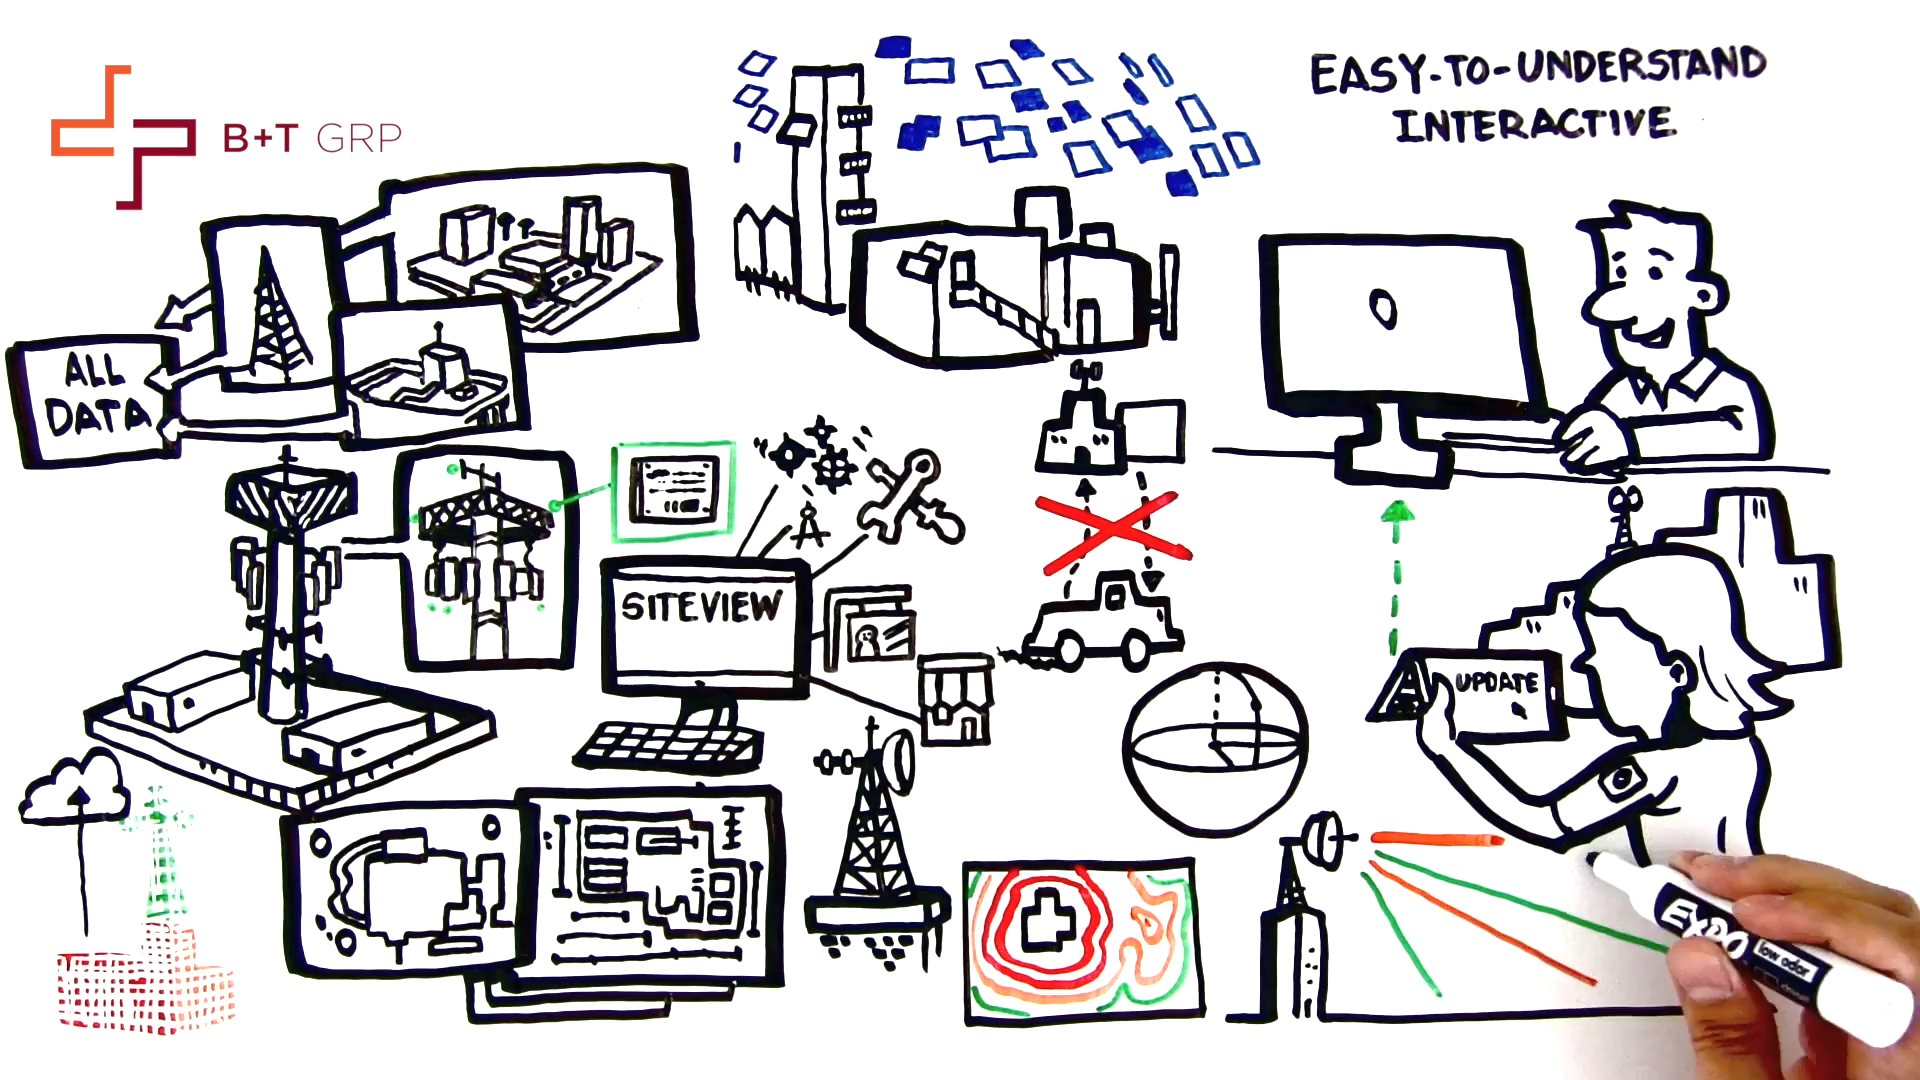 B+T GRP
EASY-TO-UNDERSTAND
INTERACTIVE
ALL
DATA
SITEVIEW
UPDATE
EXPO
low odor